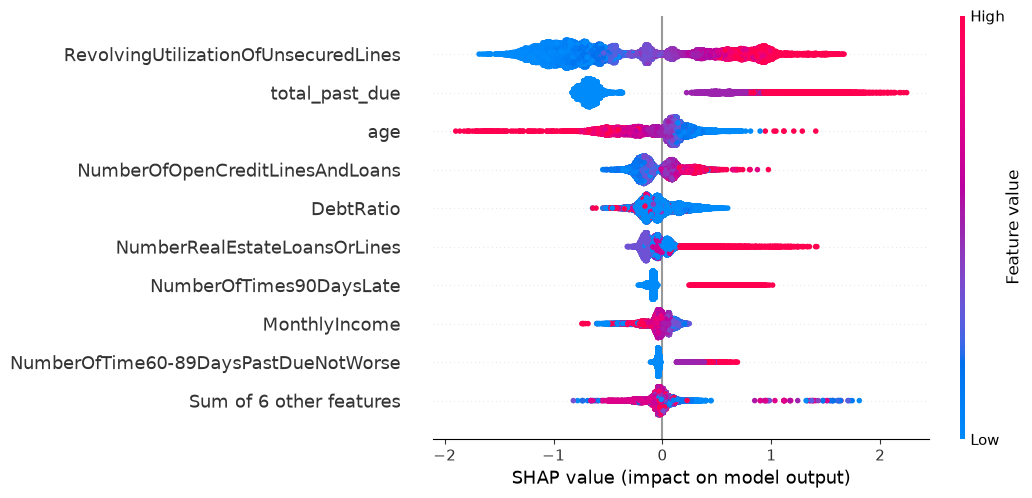 High
RevolvingUtilizationOfUnsecuredLines
total_past_due
age
NumberOfOpenCreditLinesAndLoans
DebtRatio
NumberRealEstateLoansOrLines
NumberOfTimes90DaysLate
MonthlyIncome
NumberOfTime60-89DaysPastDueNotWorse
Sum of 6 other features
Feature value
Low
−2 −1 0 1 2
SHAP value (impact on model output)